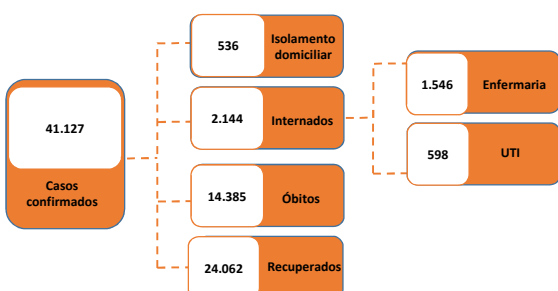 41.127
Casos
confirmados
536
Isolamento
domiciliar
2.144
Internados
14.385
Óbitos
24.062
Recuperados
1.546
Enfermaria
598
UTI